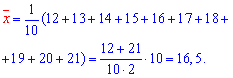 x̄ = 1/10 (12 + 13 + 14 + 15 + 16 + 17 + 18 +
+ 19 + 20 + 21) = (12 + 21)/(10 · 2) · 10 = 16, 5.